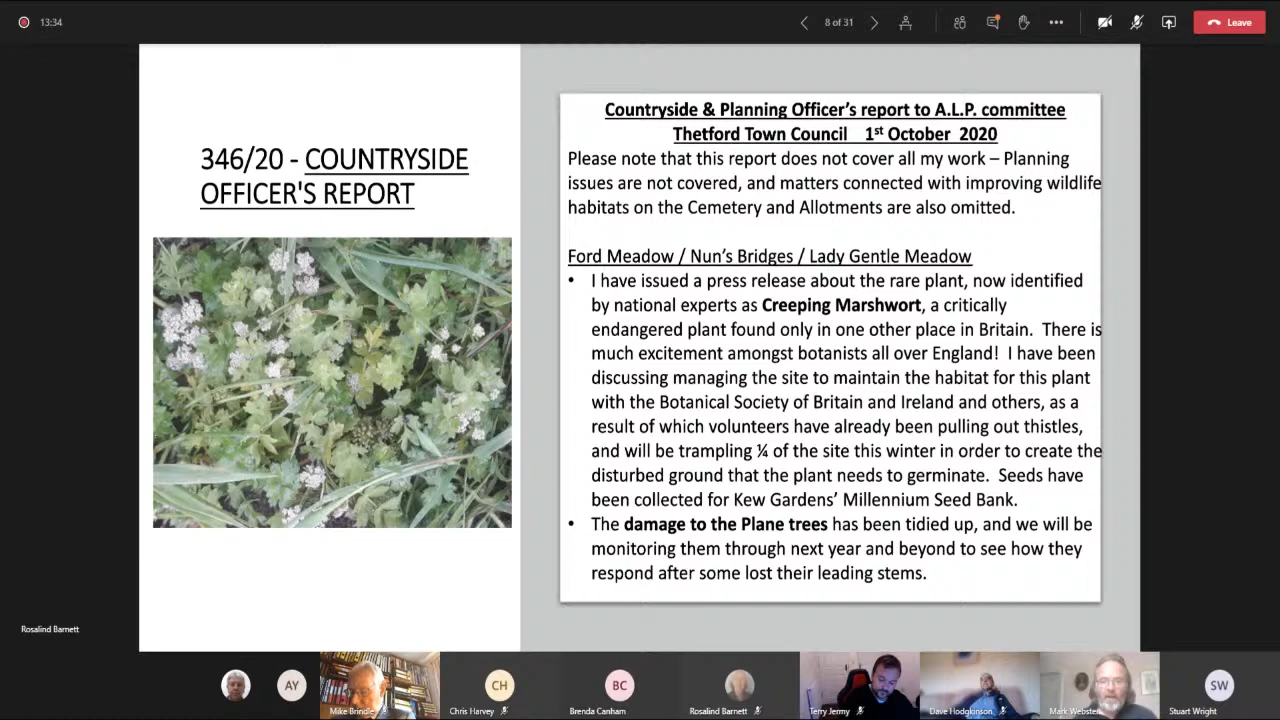 13:34
8 of 31
Leave
346/20 - COUNTRYSIDE
OFFICER'S REPORT
Countryside & Planning Officer's report to A.L.P. committee
Thetford Town Council 1st October 2020
Please note that this report does not cover all my work – Planning
issues are not covered, and matters connected with improving wildlife
habitats on the Cemetery and Allotments are also omitted.
Ford Meadow / Nun's Bridges / Lady Gentle Meadow
• I have issued a press release about the rare plant, now identified
by national experts as Creeping Marshwort, a critically
endangered plant found only in one other place in Britain. There is
much excitement amongst botanists all over England! I have been
discussing managing the site to maintain the habitat for this plant
with the Botanical Society of Britain and Ireland and others, as a
result of which volunteers have already been pulling out thistles,
and will be trampling ¼ of the site this winter in order to create the
disturbed ground that the plant needs to germinate. Seeds have
been collected for Kew Gardens' Millennium Seed Bank.
• The damage to the Plane trees has been tidied up, and we will be
monitoring them through next year and beyond to see how they
respond after some lost their leading stems.
Rosalind Barnett
AY
Mike Brindle
CH
Chris Harvey
BC
Brenda Canham
Rosalind Barnett
Terry Jermy
Dave Hodgkinson
Mark Webster
SW
Stuart Wright